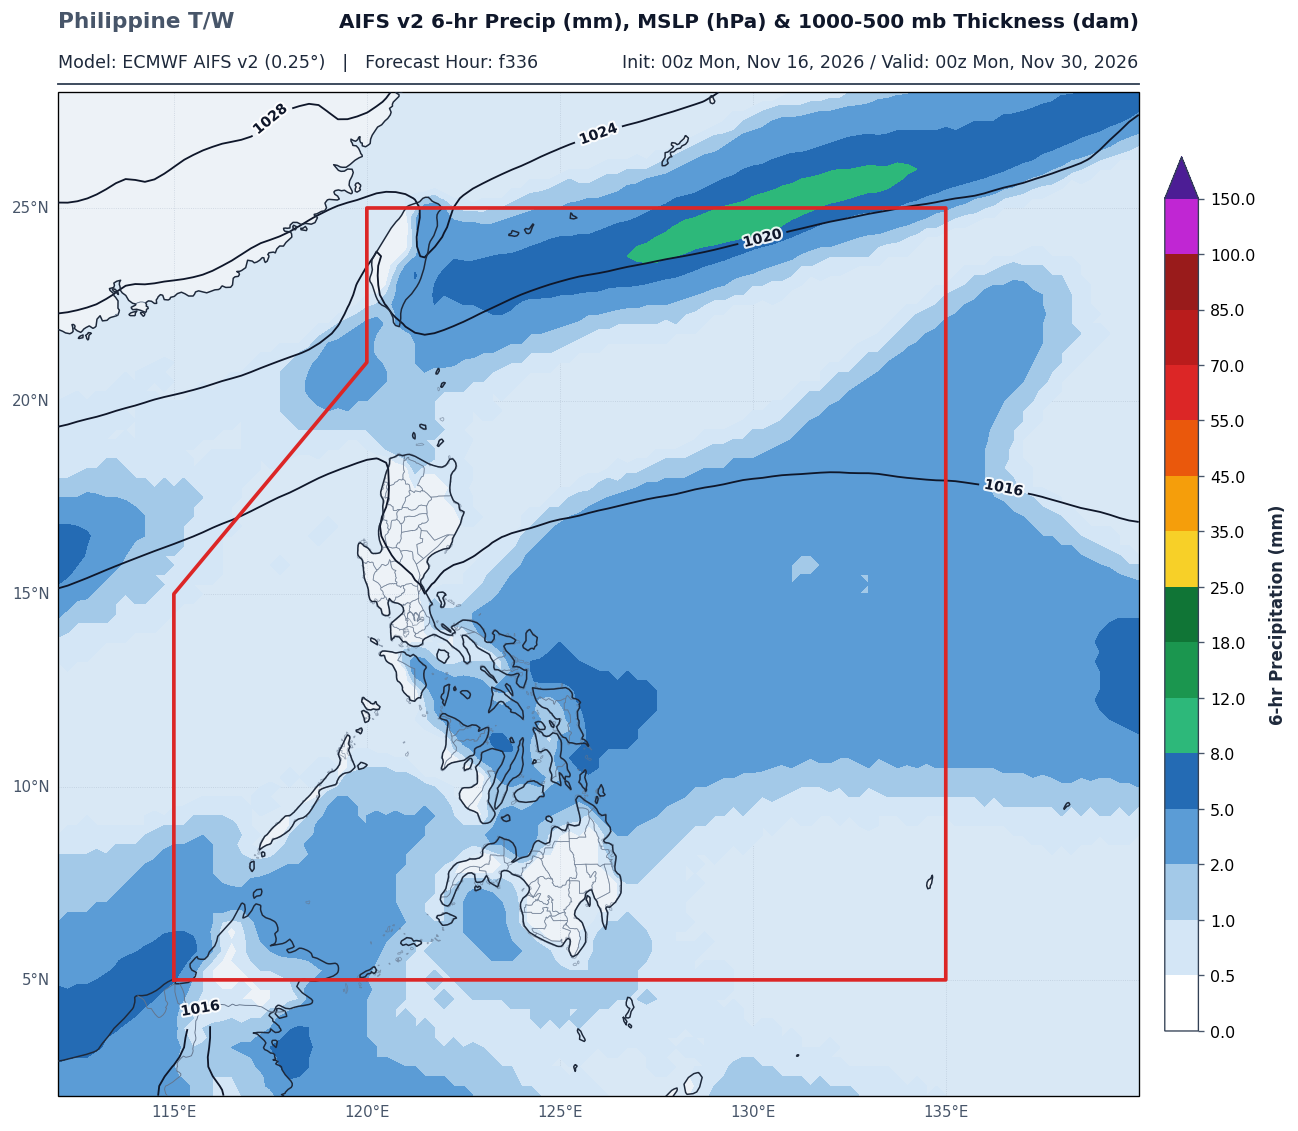 Philippine T/W
AIFS v2 6-hr Precip (mm), MSLP (hPa) & 1000-500 mb Thickness (dam)
Model: ECMWF AIFS v2 (0.25°) | Forecast Hour: f336
Init: 00z Mon, Nov 16, 2026 / Valid: 00z Mon, Nov 30, 2026
1028
1024
1020
1016
1016
25°N
20°N
15°N
10°N
5°N
115°E
120°E
125°E
130°E
135°E
150.0
100.0
85.0
70.0
55.0
45.0
35.0
25.0
18.0
12.0
8.0
5.0
2.0
1.0
0.5
0.0
6-hr Precipitation (mm)